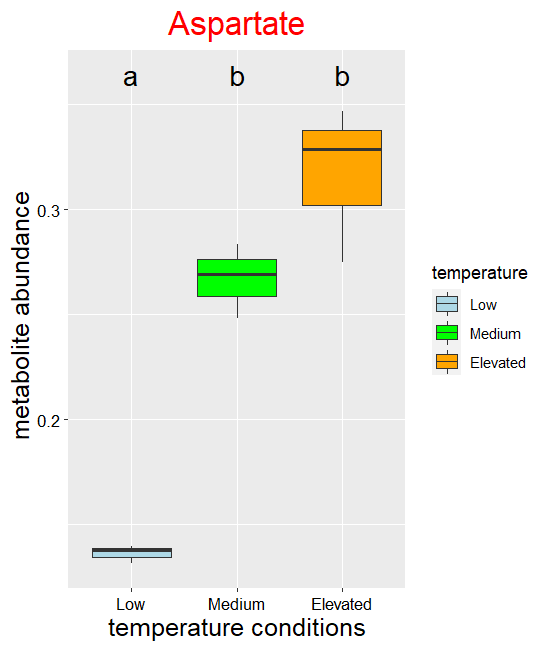 Aspartate
a b b
metabolite abundance
0.3
0.2
Low Medium Elevated
temperature conditions
temperature
Low
Medium
Elevated